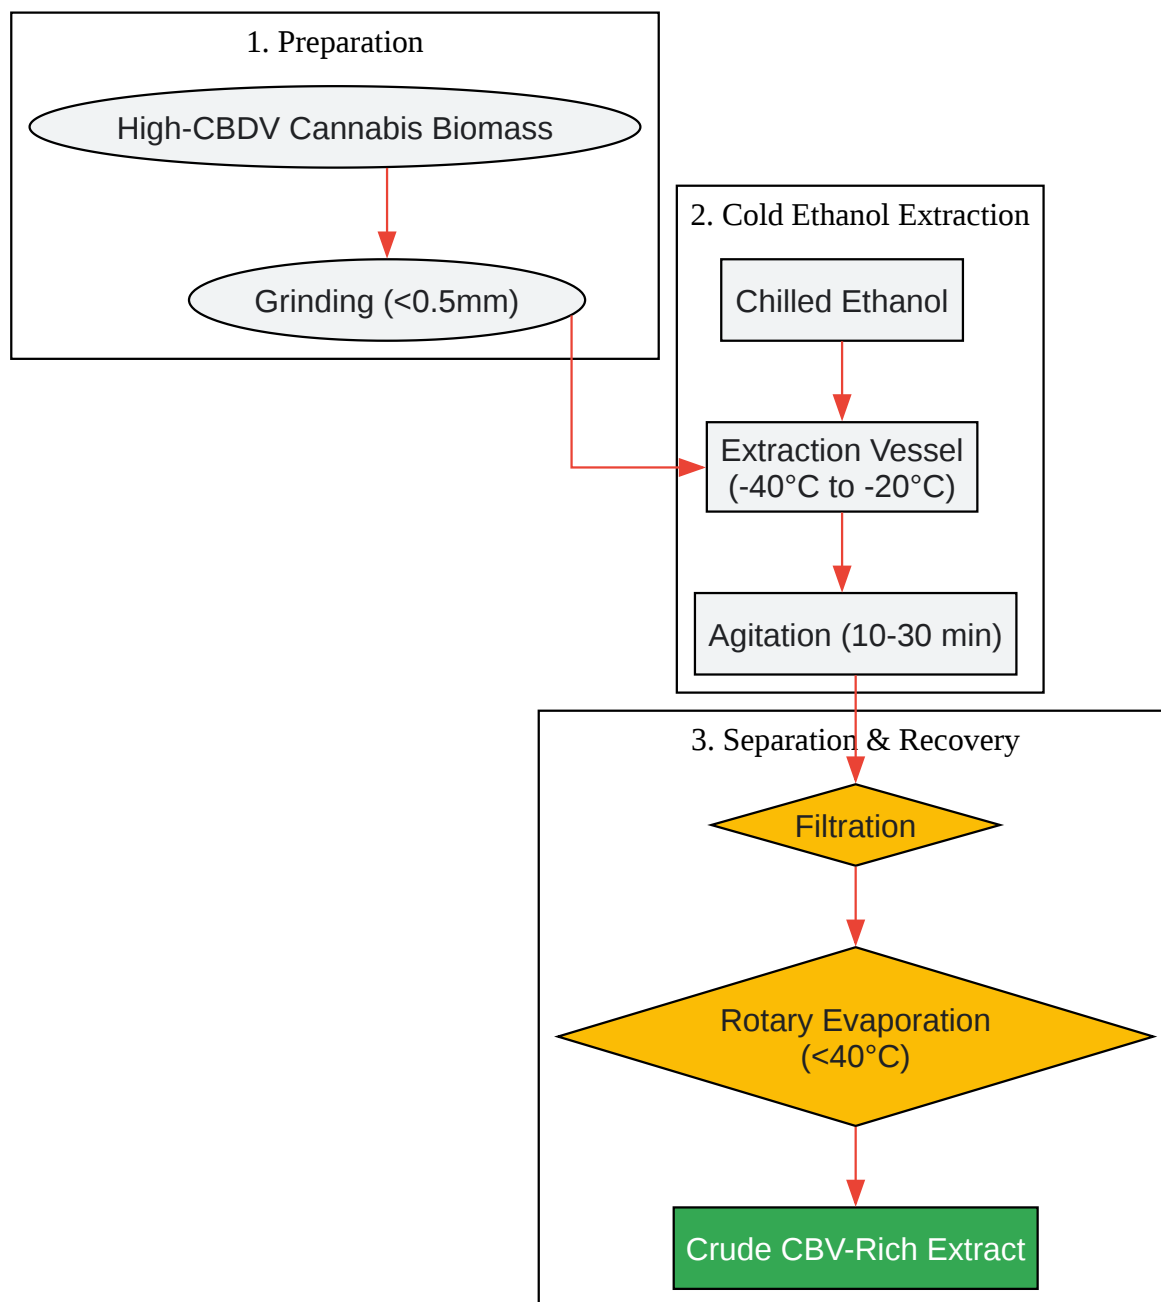 1. Preparation
High-CBDV Cannabis Biomass
Grinding (<0.5mm)
2. Cold Ethanol Extraction
Chilled Ethanol
Extraction Vessel
(-40°C to -20°C)
Agitation (10-30 min)
3. Separation & Recovery
Filtration
Rotary Evaporation
(<40°C)
Crude CBV-Rich Extract